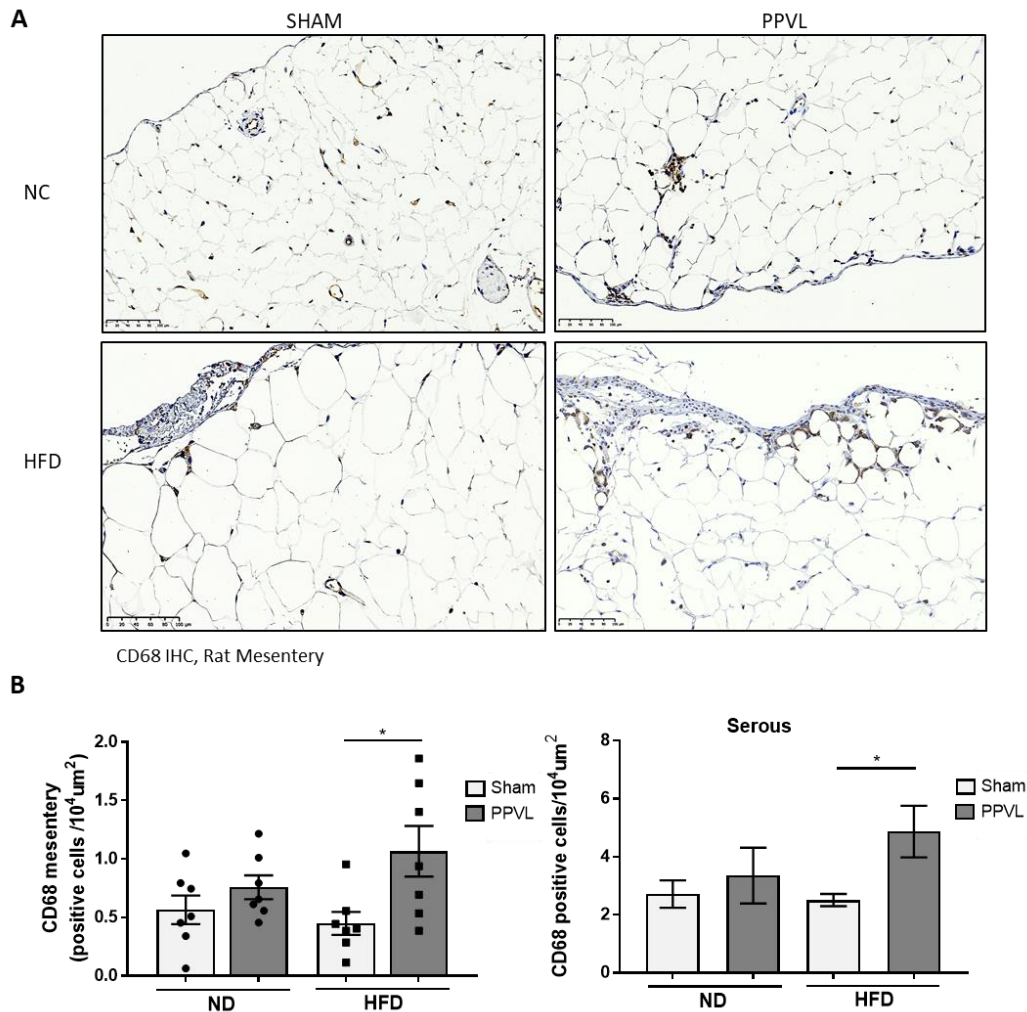 A
SHAM
PPVL
NC
HFD
CD68 IHC, Rat Mesentery
B
CD68 mesentery
(positive cells /10⁴um²)
2.0
1.5
1.0
0.5
0.0
*
Sham
PPVL
ND
HFD
Serous
CD68 positive cells/10⁴um²
8
6
4
2
0
*
Sham
PPVL
ND
HFD